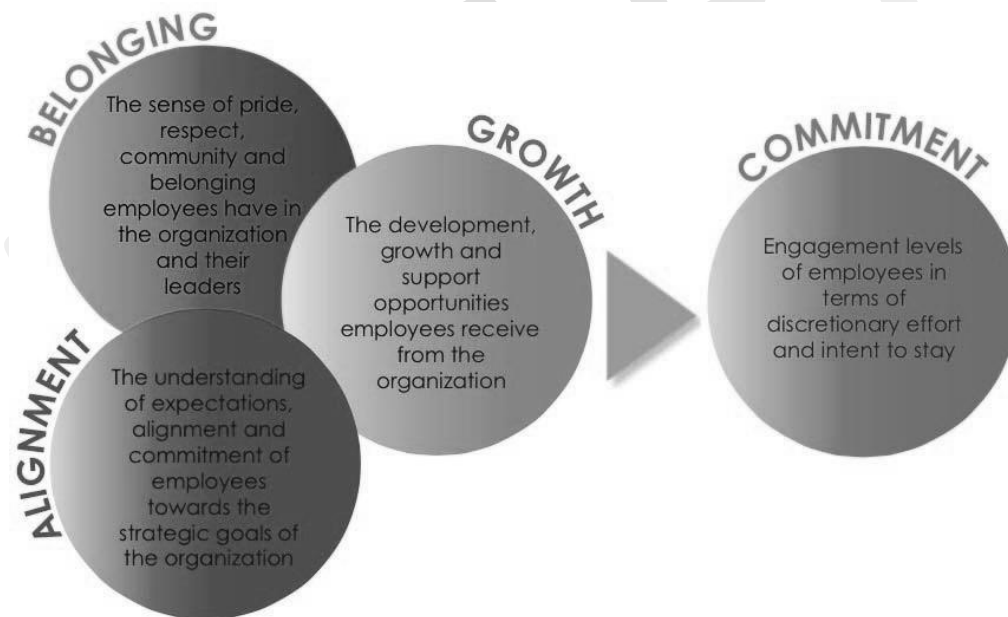 BELONGING
The sense of pride,
respect,
community and
belonging
employees have in
the organization
and their
leaders
GROWTH
The development,
growth and
support
opportunities
employees receive
from the
organization
ALIGNMENT
The understanding
of expectations,
alignment and
commitment of
employees
towards the
strategic goals of
the organization
COMMITMENT
Engagement levels
of employees in
terms of
discretionary effort
and intent to stay